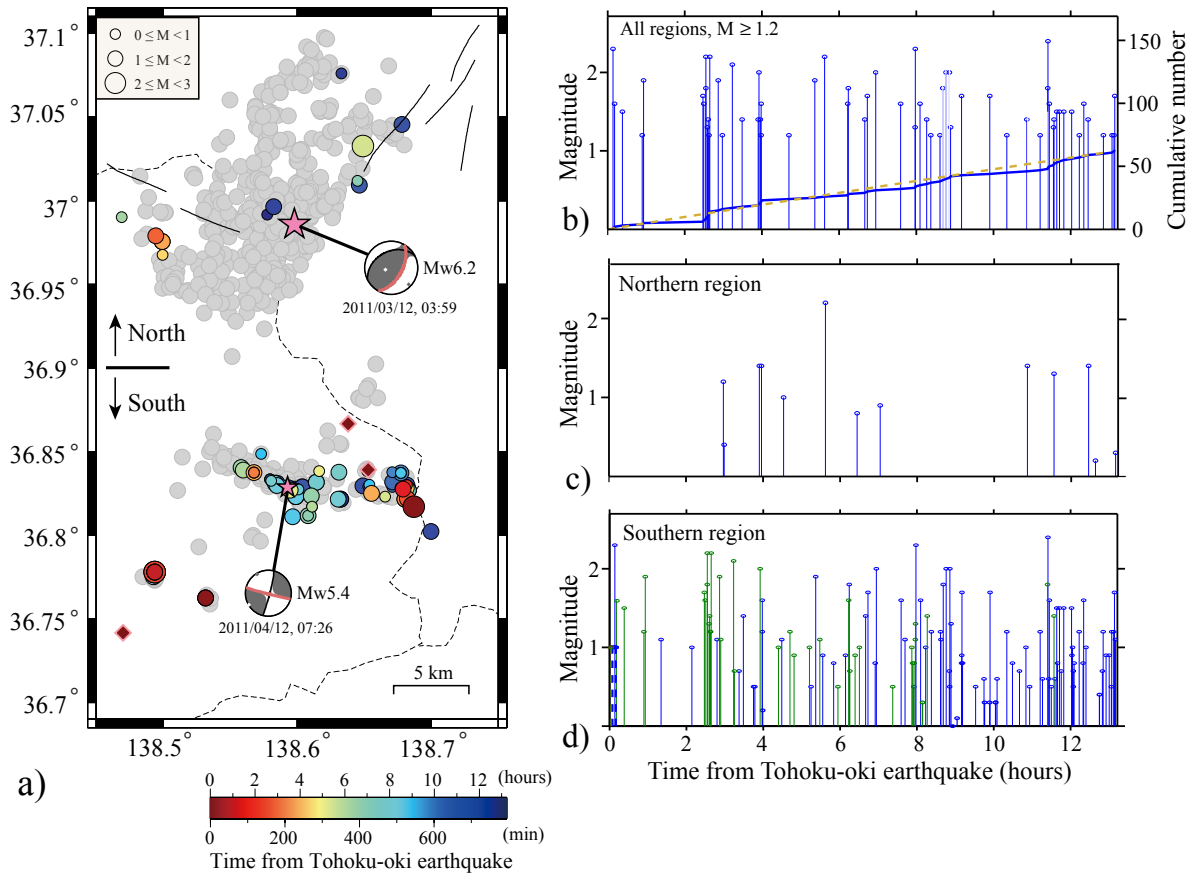 37.1°
37.05°
37°
36.95°
36.9°
36.85°
36.8°
36.75°
36.7°
0 ≤ M < 1
1 ≤ M < 2
2 ≤ M < 3
Mw6.2
2011/03/12, 03:59
North
South
Mw5.4
2011/04/12, 07:26
5 km
138.5°
138.6°
138.7°
a)
0 2 4 6 8 10 12 (hours)
0 200 400 600 (min)
Time from Tohoku-oki earthquake
All regions, M ≥ 1.2
Magnitude
2
1
150
100
50
0
Cumulative number
b)
Northern region
Magnitude
2
1
c)
Southern region
Magnitude
2
1
0
d)
0 2 4 6 8 10 12
Time from Tohoku-oki earthquake (hours)